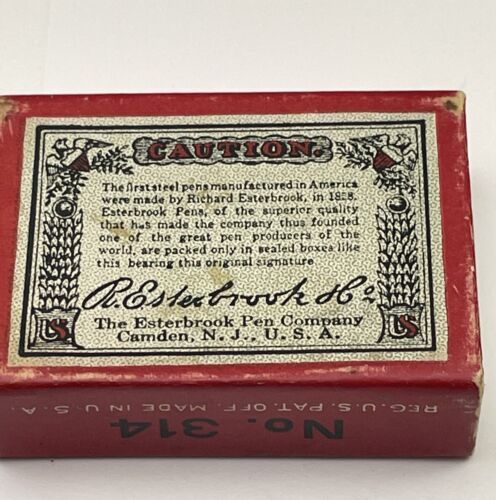 CAUTION.
The first steel pens manufactured in America
were made by Richard Esterbrook, in 1858.
Esterbrook Pens, of the superior quality
that has made the company thus founded
one of the great pen producers of the
world, are packed only in sealed boxes like
this bearing this original signature
R. Esterbrook & Co
US
US
The Esterbrook Pen Company
Camden, N. J., U. S. A.
REG. U.S. PAT. OFF. MADE IN U.S.A.
No. 314